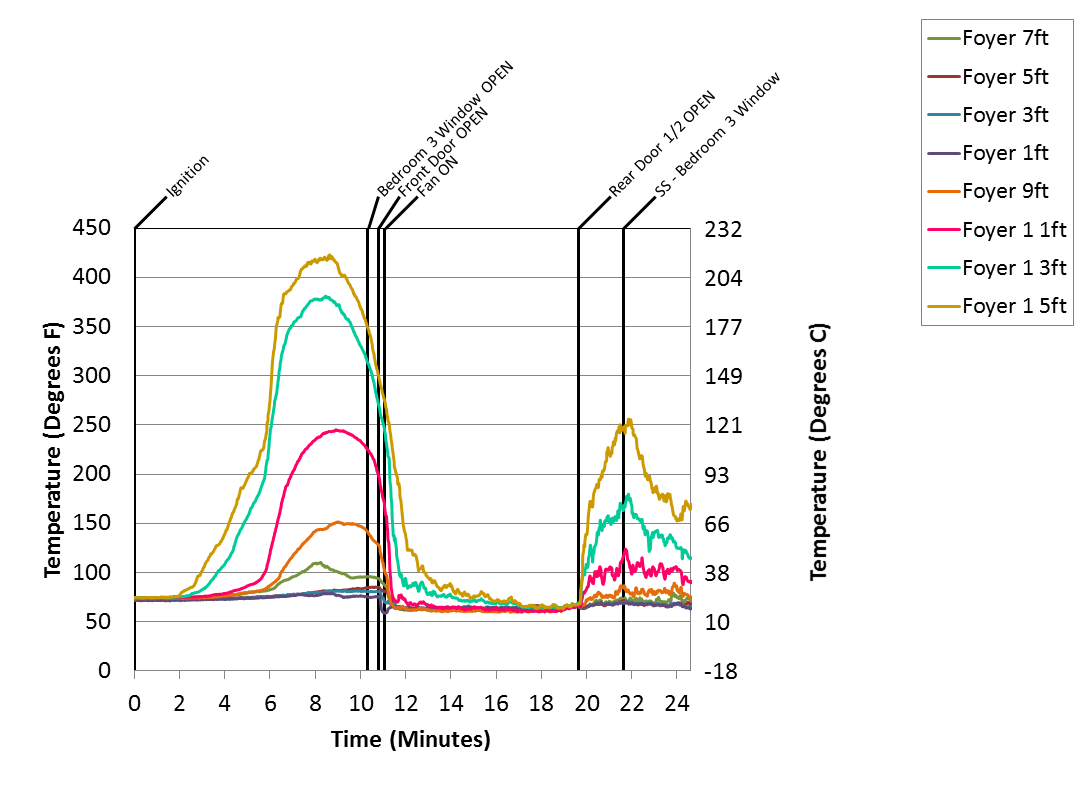 Ignition
Bedroom 3 Window OPEN
Front Door OPEN
Fan ON
Rear Door 1/2 OPEN
SS - Bedroom 3 Window
Foyer 7ft
Foyer 5ft
Foyer 3ft
Foyer 1ft
Foyer 9ft
Foyer 1 1ft
Foyer 1 3ft
Foyer 1 5ft
450
400
350
300
250
200
150
100
50
0
Temperature (Degrees F)
232
204
177
149
121
93
66
38
10
-18
Temperature (Degrees C)
0 2 4 6 8 10 12 14 16 18 20 22 24
Time (Minutes)